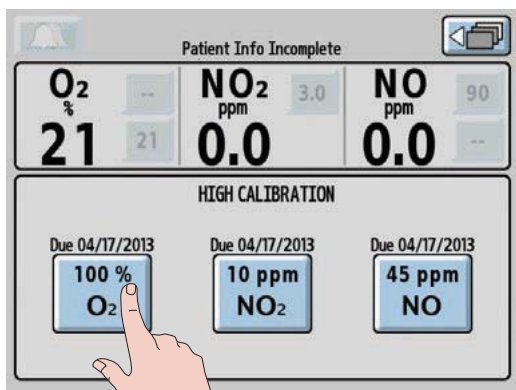 Patient Info Incomplete
O2
%
--
21
21
NO2
ppm
3.0
0.0
NO
ppm
90
--
0.0
HIGH CALIBRATION
Due 04/17/2013
Due 04/17/2013
Due 04/17/2013
100 %
O2
10 ppm
NO2
45 ppm
NO